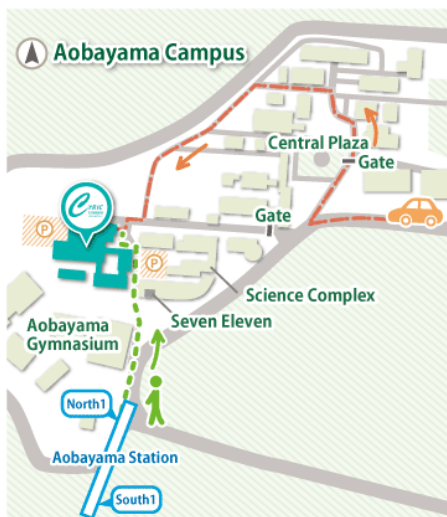 Aobayama Campus
Central Plaza
Gate
Gate
P
P
Science Complex
Seven Eleven
Aobayama
Gymnasium
North1
Aobayama Station
South1